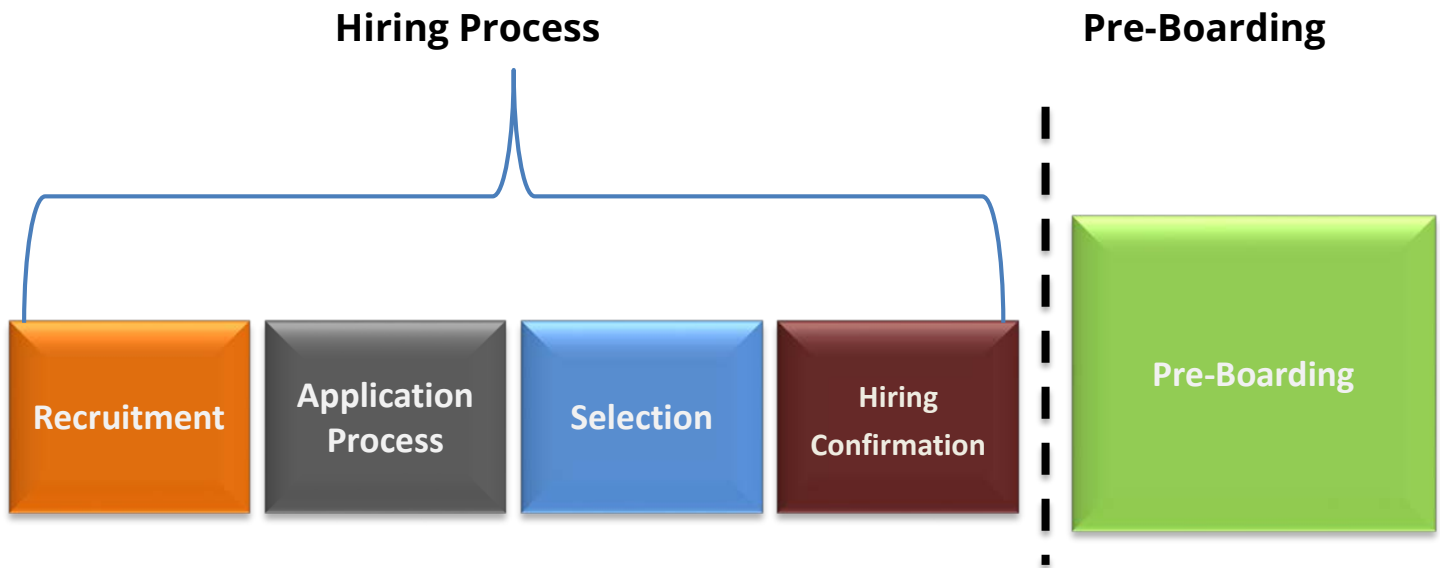 Hiring Process
Pre-Boarding
Recruitment
Application
Process
Selection
Hiring
Confirmation
Pre-Boarding